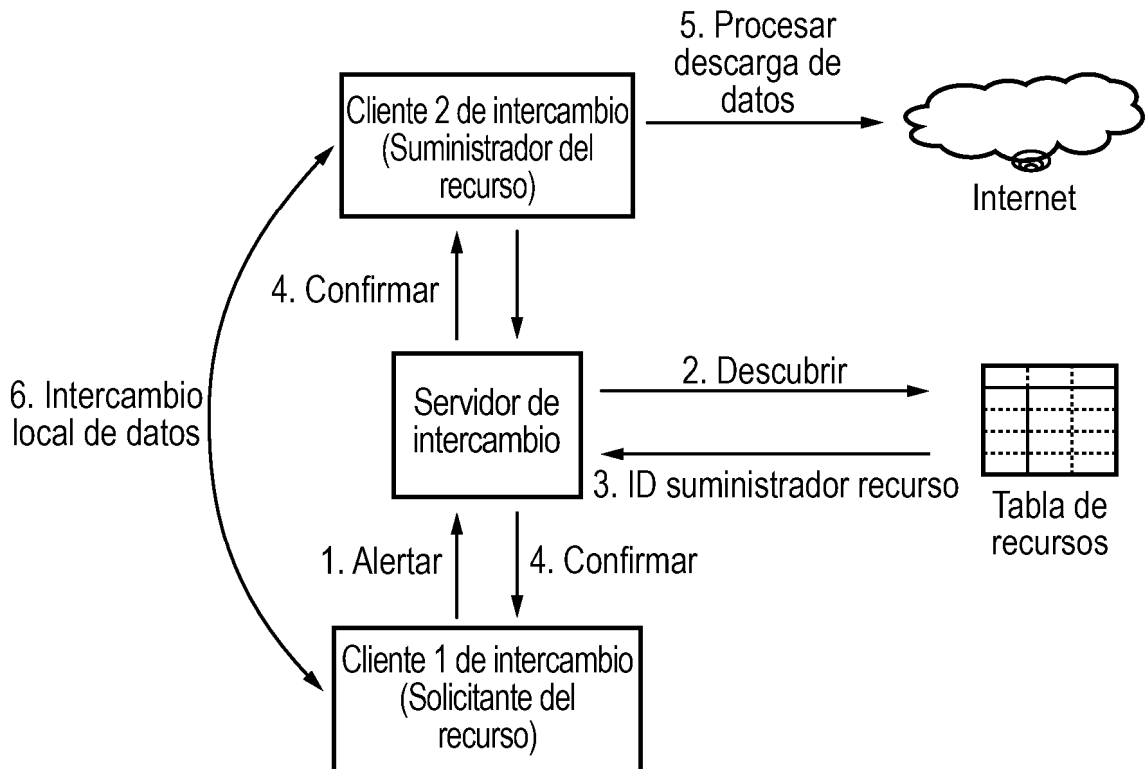 5. Procesar
descarga de
datos
Cliente 2 de intercambio
(Suministrador del
recurso)
Internet
4. Confirmar
6. Intercambio
local de datos
Servidor de
intercambio
2. Descubrir
3. ID suministrador recurso
Tabla de
recursos
1. Alertar
4. Confirmar
Cliente 1 de intercambio
(Solicitante del
recurso)